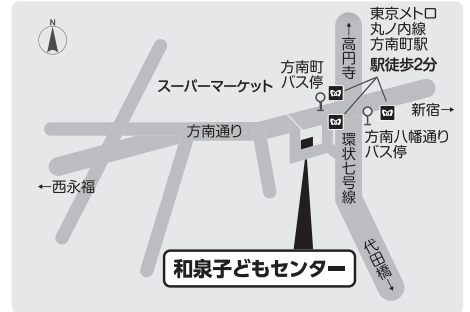 N
東京メトロ
丸ノ内線
方南町駅
駅徒歩2分
↑高円寺
方南町
バス停
スーパーマーケット
新宿→
方南通り
方南八幡通り
バス停
環状七号線
←西永福
代田橋→
和泉子どもセンター